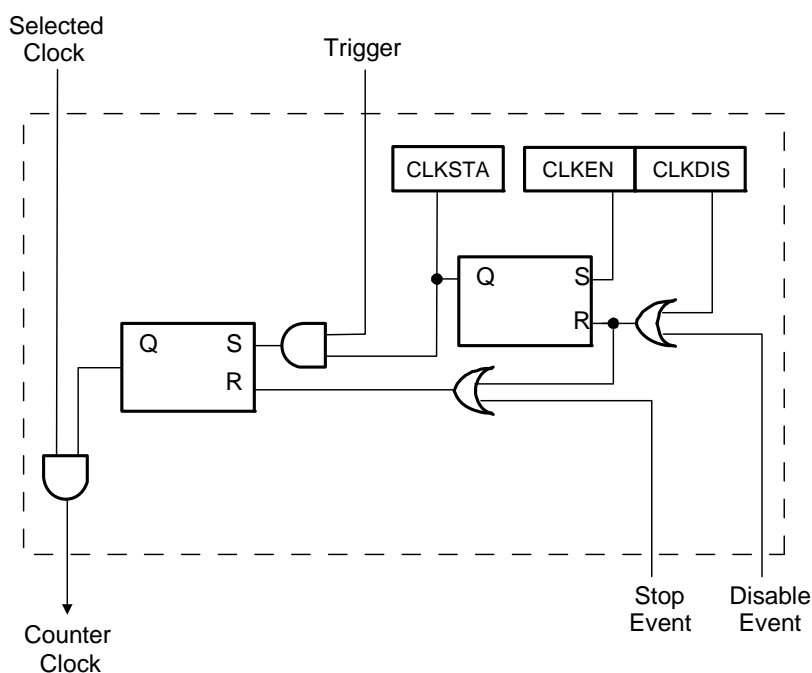 Selected
Clock
Trigger
CLKSTA
CLKEN
CLKDIS
Q
S
R
Q
S
R
Stop
Event
Disable
Event
Counter
Clock